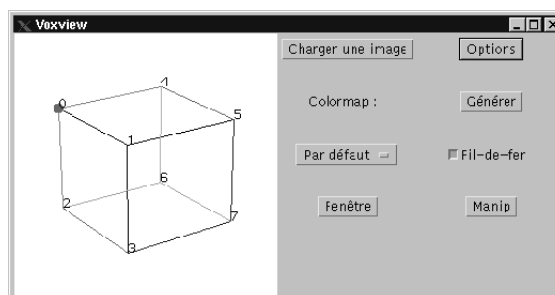 Voxview
Charger une image
Options
Colormap :
Générer
Par défaut
Fil-de-fer
Fenêtre
Manip
4
0
5
1
6
2
7
3